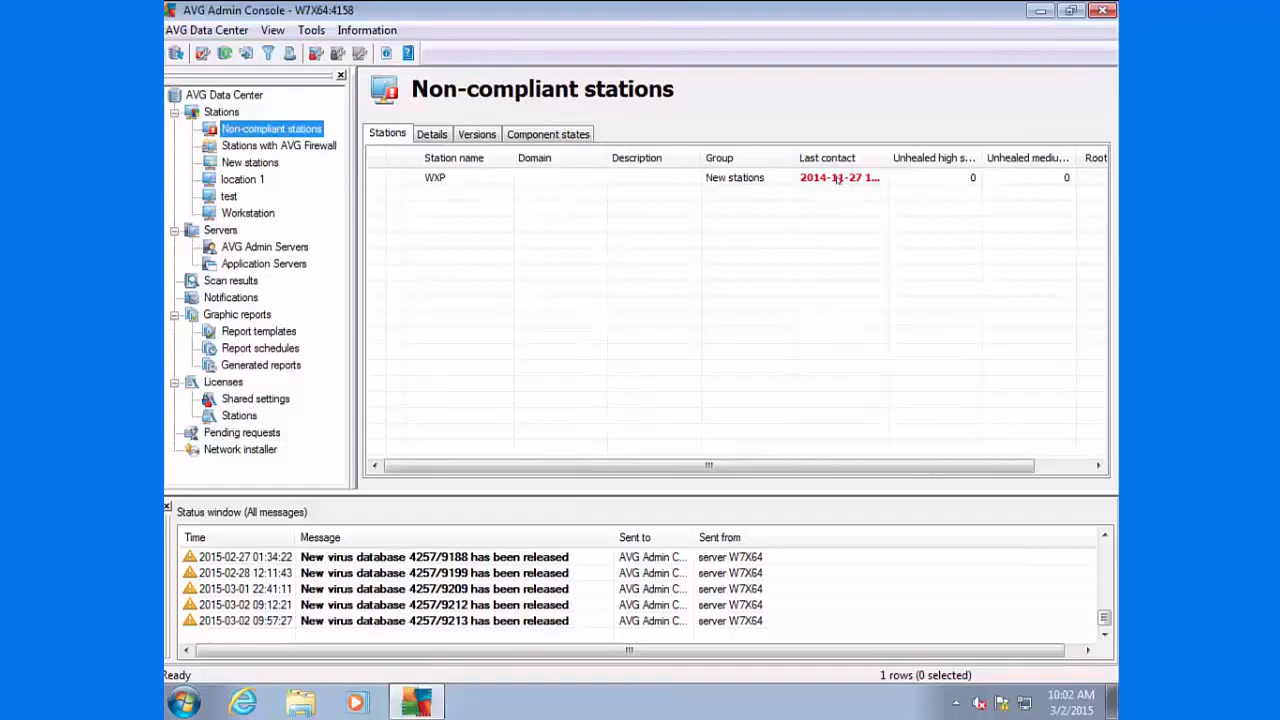 AVG Admin Console - W7X64:4158
AVG Data Center View Tools Information
AVG Data Center
Stations
Non-compliant stations
Stations with AVG Firewall
New stations
location 1
test
Workstation
Servers
AVG Admin Servers
Application Servers
Scan results
Notifications
Graphic reports
Report templates
Report schedules
Generated reports
Licenses
Shared settings
Stations
Pending requests
Network installer
Non-compliant stations
Stations Details Versions Component states
Station name Domain Description Group Last contact Unhealed high s... Unhealed mediu... Root
WXP New stations 2014-11-27 1... 0 0
Status window (All messages)
Time Message Sent to Sent from
2015-02-27 01:34:22 New virus database 4257/9188 has been released AVG Admin C... server W7X64
2015-02-28 12:11:43 New virus database 4257/9199 has been released AVG Admin C... server W7X64
2015-03-01 22:41:11 New virus database 4257/9209 has been released AVG Admin C... server W7X64
2015-03-02 09:12:21 New virus database 4257/9212 has been released AVG Admin C... server W7X64
2015-03-02 09:57:27 New virus database 4257/9213 has been released AVG Admin C... server W7X64
Ready 1 rows (0 selected)
10:02 AM
3/2/2015